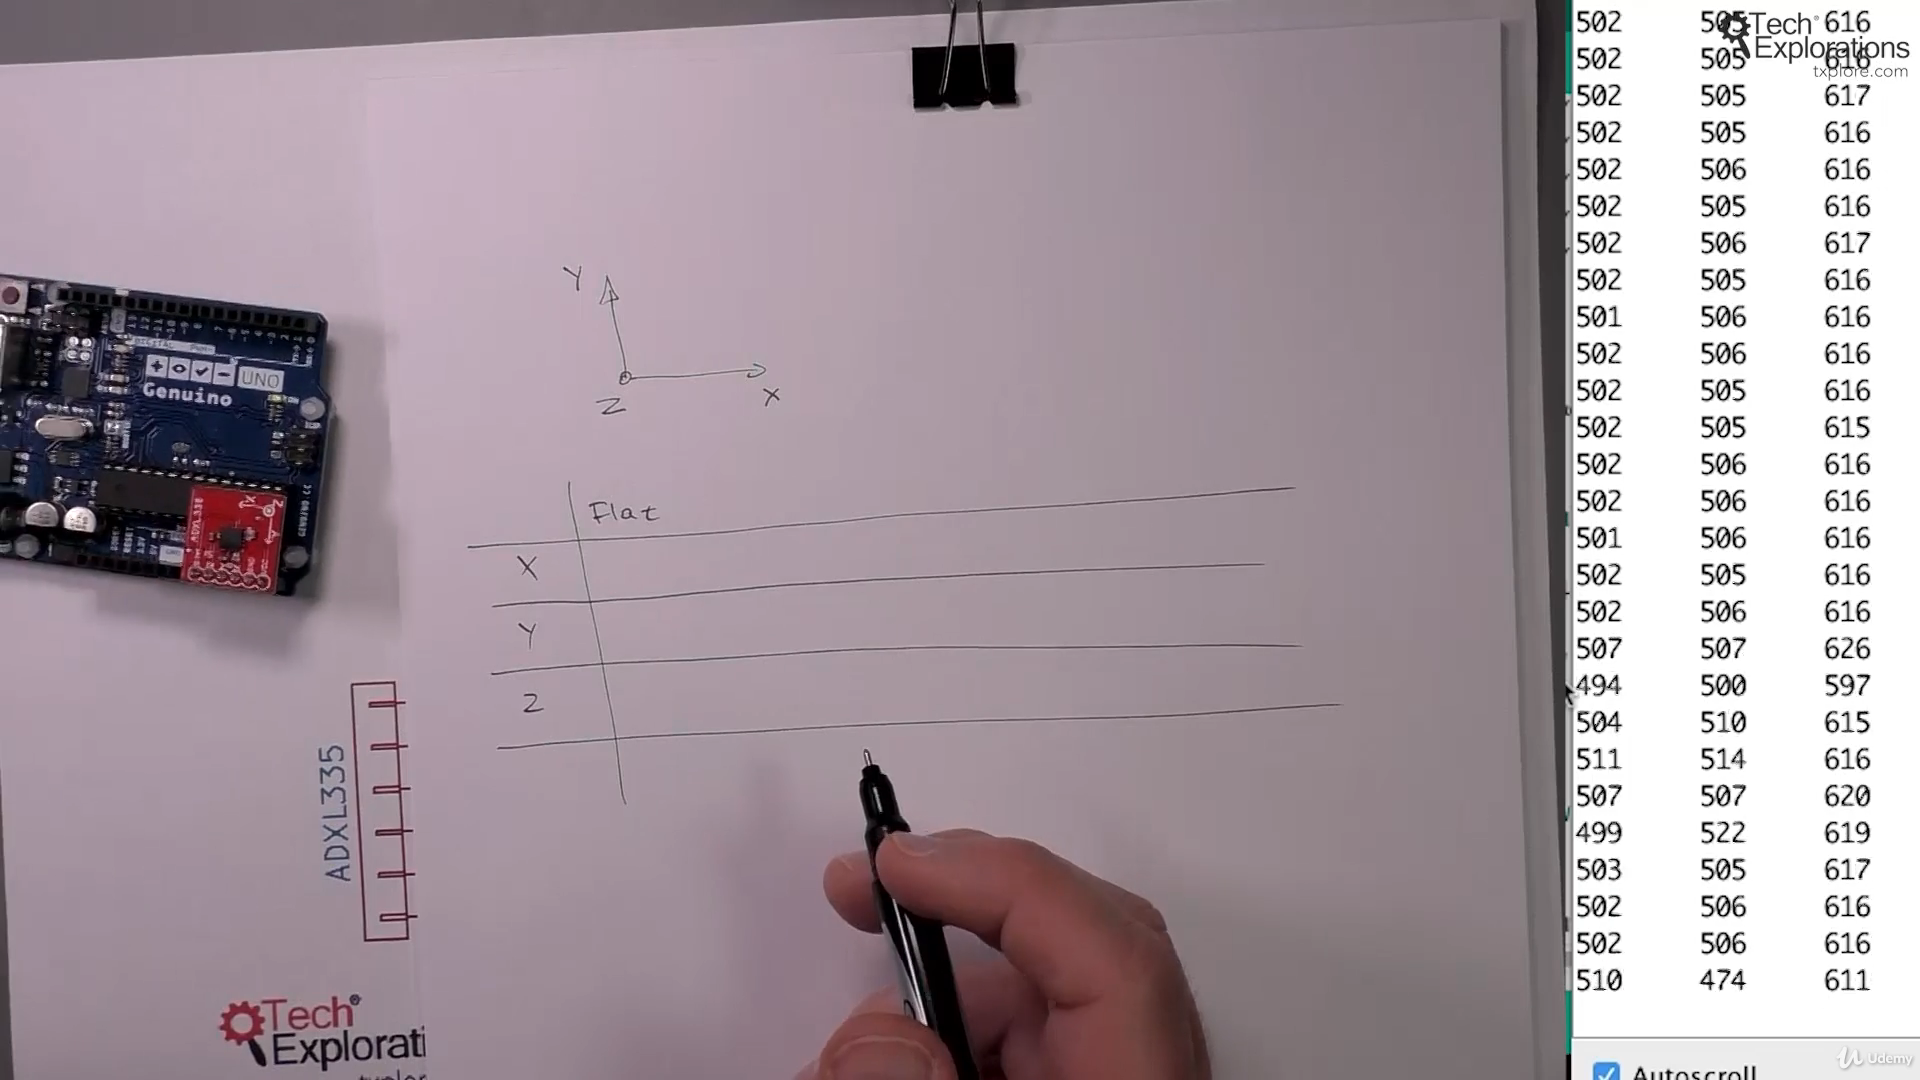 502 505 616
Tech Explorations
txplore.com
502 505 616
502 505 617
502 505 616
502 506 616
502 505 616
502 506 617
502 505 616
501 506 616
502 506 616
502 505 616
502 505 615
502 506 616
502 506 616
501 506 616
502 505 616
502 506 616
507 507 626
494 500 597
504 510 615
511 514 616
507 507 620
499 522 619
503 505 617
502 506 616
502 506 616
510 474 611
Autoscroll
Udemy
Y
Z
X
Flat
X
Y
Z
UNO
Genuino
ADXL335
Tech
Explorati